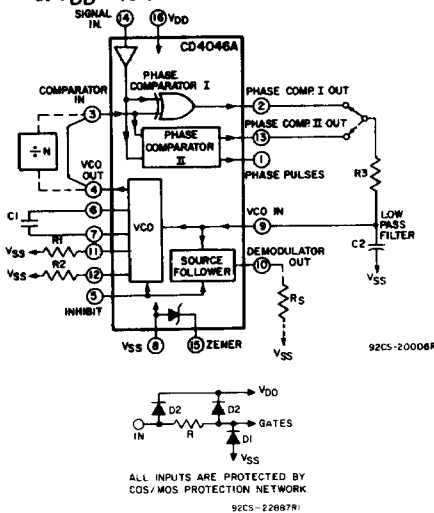 SIGNAL IN.
14
16
VDD
CD4046A
PHASE COMPARATOR I
COMPARATOR IN
3
2
PHASE COMP. I OUT
PHASE COMPARATOR II
13
PHASE COMP. II OUT
1
PHASE PULSES
÷N
VCO OUT
4
R3
C1
6
7
VCO
VCO IN
9
LOW PASS FILTER
C2
VSS
VSS
R1
11
SOURCE FOLLOWER
DEMODULATOR OUT
10
VSS
R2
12
RS
5
INHIBIT
VSS
8
15
ZENER
VSS
92CS-20006R
VDD
D2
D2
IN
R
GATES
D1
VSS
ALL INPUTS ARE PROTECTED BY
COS/MOS PROTECTION NETWORK
92CS-22887RI